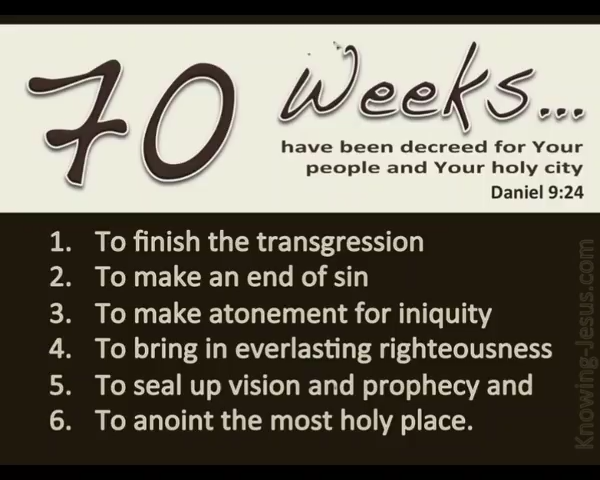 70 Weeks...
have been decreed for Your
people and Your holy city
Daniel 9:24
1. To finish the transgression
2. To make an end of sin
3. To make atonement for iniquity
4. To bring in everlasting righteousness
5. To seal up vision and prophecy and
6. To anoint the most holy place.
Knowing-Jesus.com